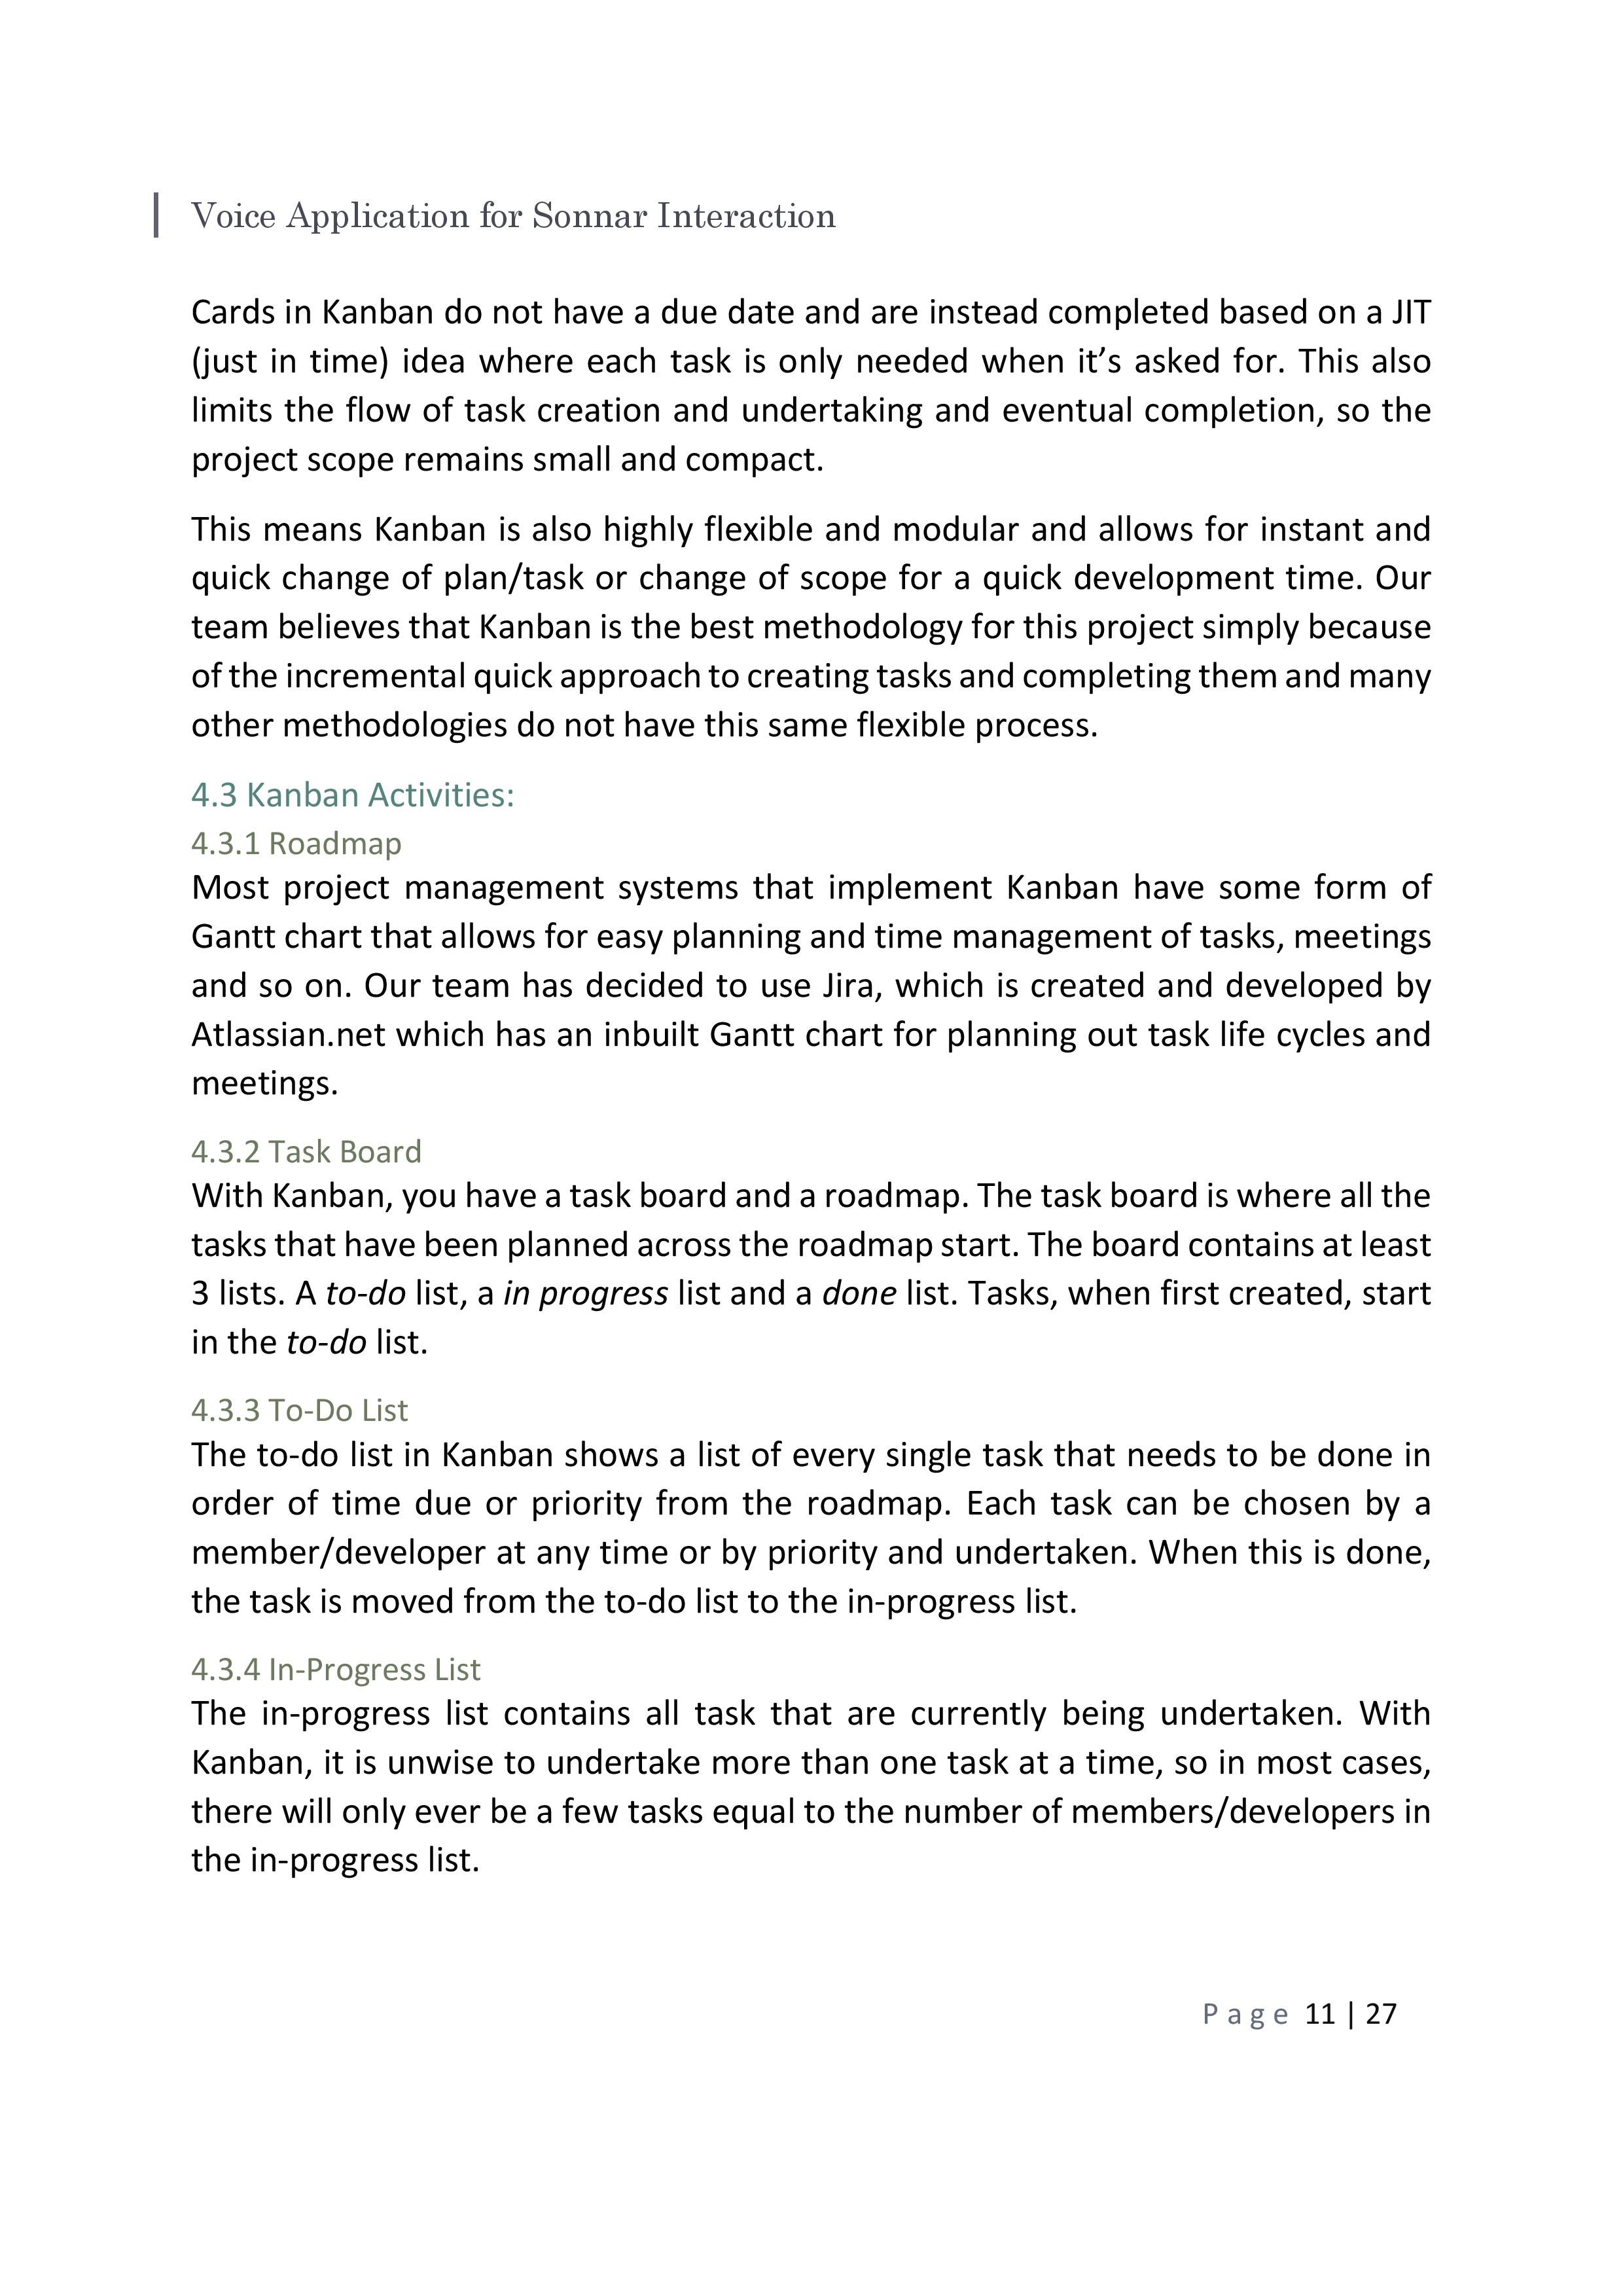 Voice Application for Sonnar Interaction
Cards in Kanban do not have a due date and are instead completed based on a JIT
(just in time) idea where each task is only needed when it’s asked for. This also
limits the flow of task creation and undertaking and eventual completion, so the
project scope remains small and compact.
This means Kanban is also highly flexible and modular and allows for instant and
quick change of plan/task or change of scope for a quick development time. Our
team believes that Kanban is the best methodology for this project simply because
of the incremental quick approach to creating tasks and completing them and many
other methodologies do not have this same flexible process.
4.3 Kanban Activities:
4.3.1 Roadmap
Most project management systems that implement Kanban have some form of
Gantt chart that allows for easy planning and time management of tasks, meetings
and so on. Our team has decided to use Jira, which is created and developed by
Atlassian.net which has an inbuilt Gantt chart for planning out task life cycles and
meetings.
4.3.2 Task Board
With Kanban, you have a task board and a roadmap. The task board is where all the
tasks that have been planned across the roadmap start. The board contains at least
3 lists. A to-do list, a in progress list and a done list. Tasks, when first created, start
in the to-do list.
4.3.3 To-Do List
The to-do list in Kanban shows a list of every single task that needs to be done in
order of time due or priority from the roadmap. Each task can be chosen by a
member/developer at any time or by priority and undertaken. When this is done,
the task is moved from the to-do list to the in-progress list.
4.3.4 In-Progress List
The in-progress list contains all task that are currently being undertaken. With
Kanban, it is unwise to undertake more than one task at a time, so in most cases,
there will only ever be a few tasks equal to the number of members/developers in
the in-progress list.
Page 11 | 27